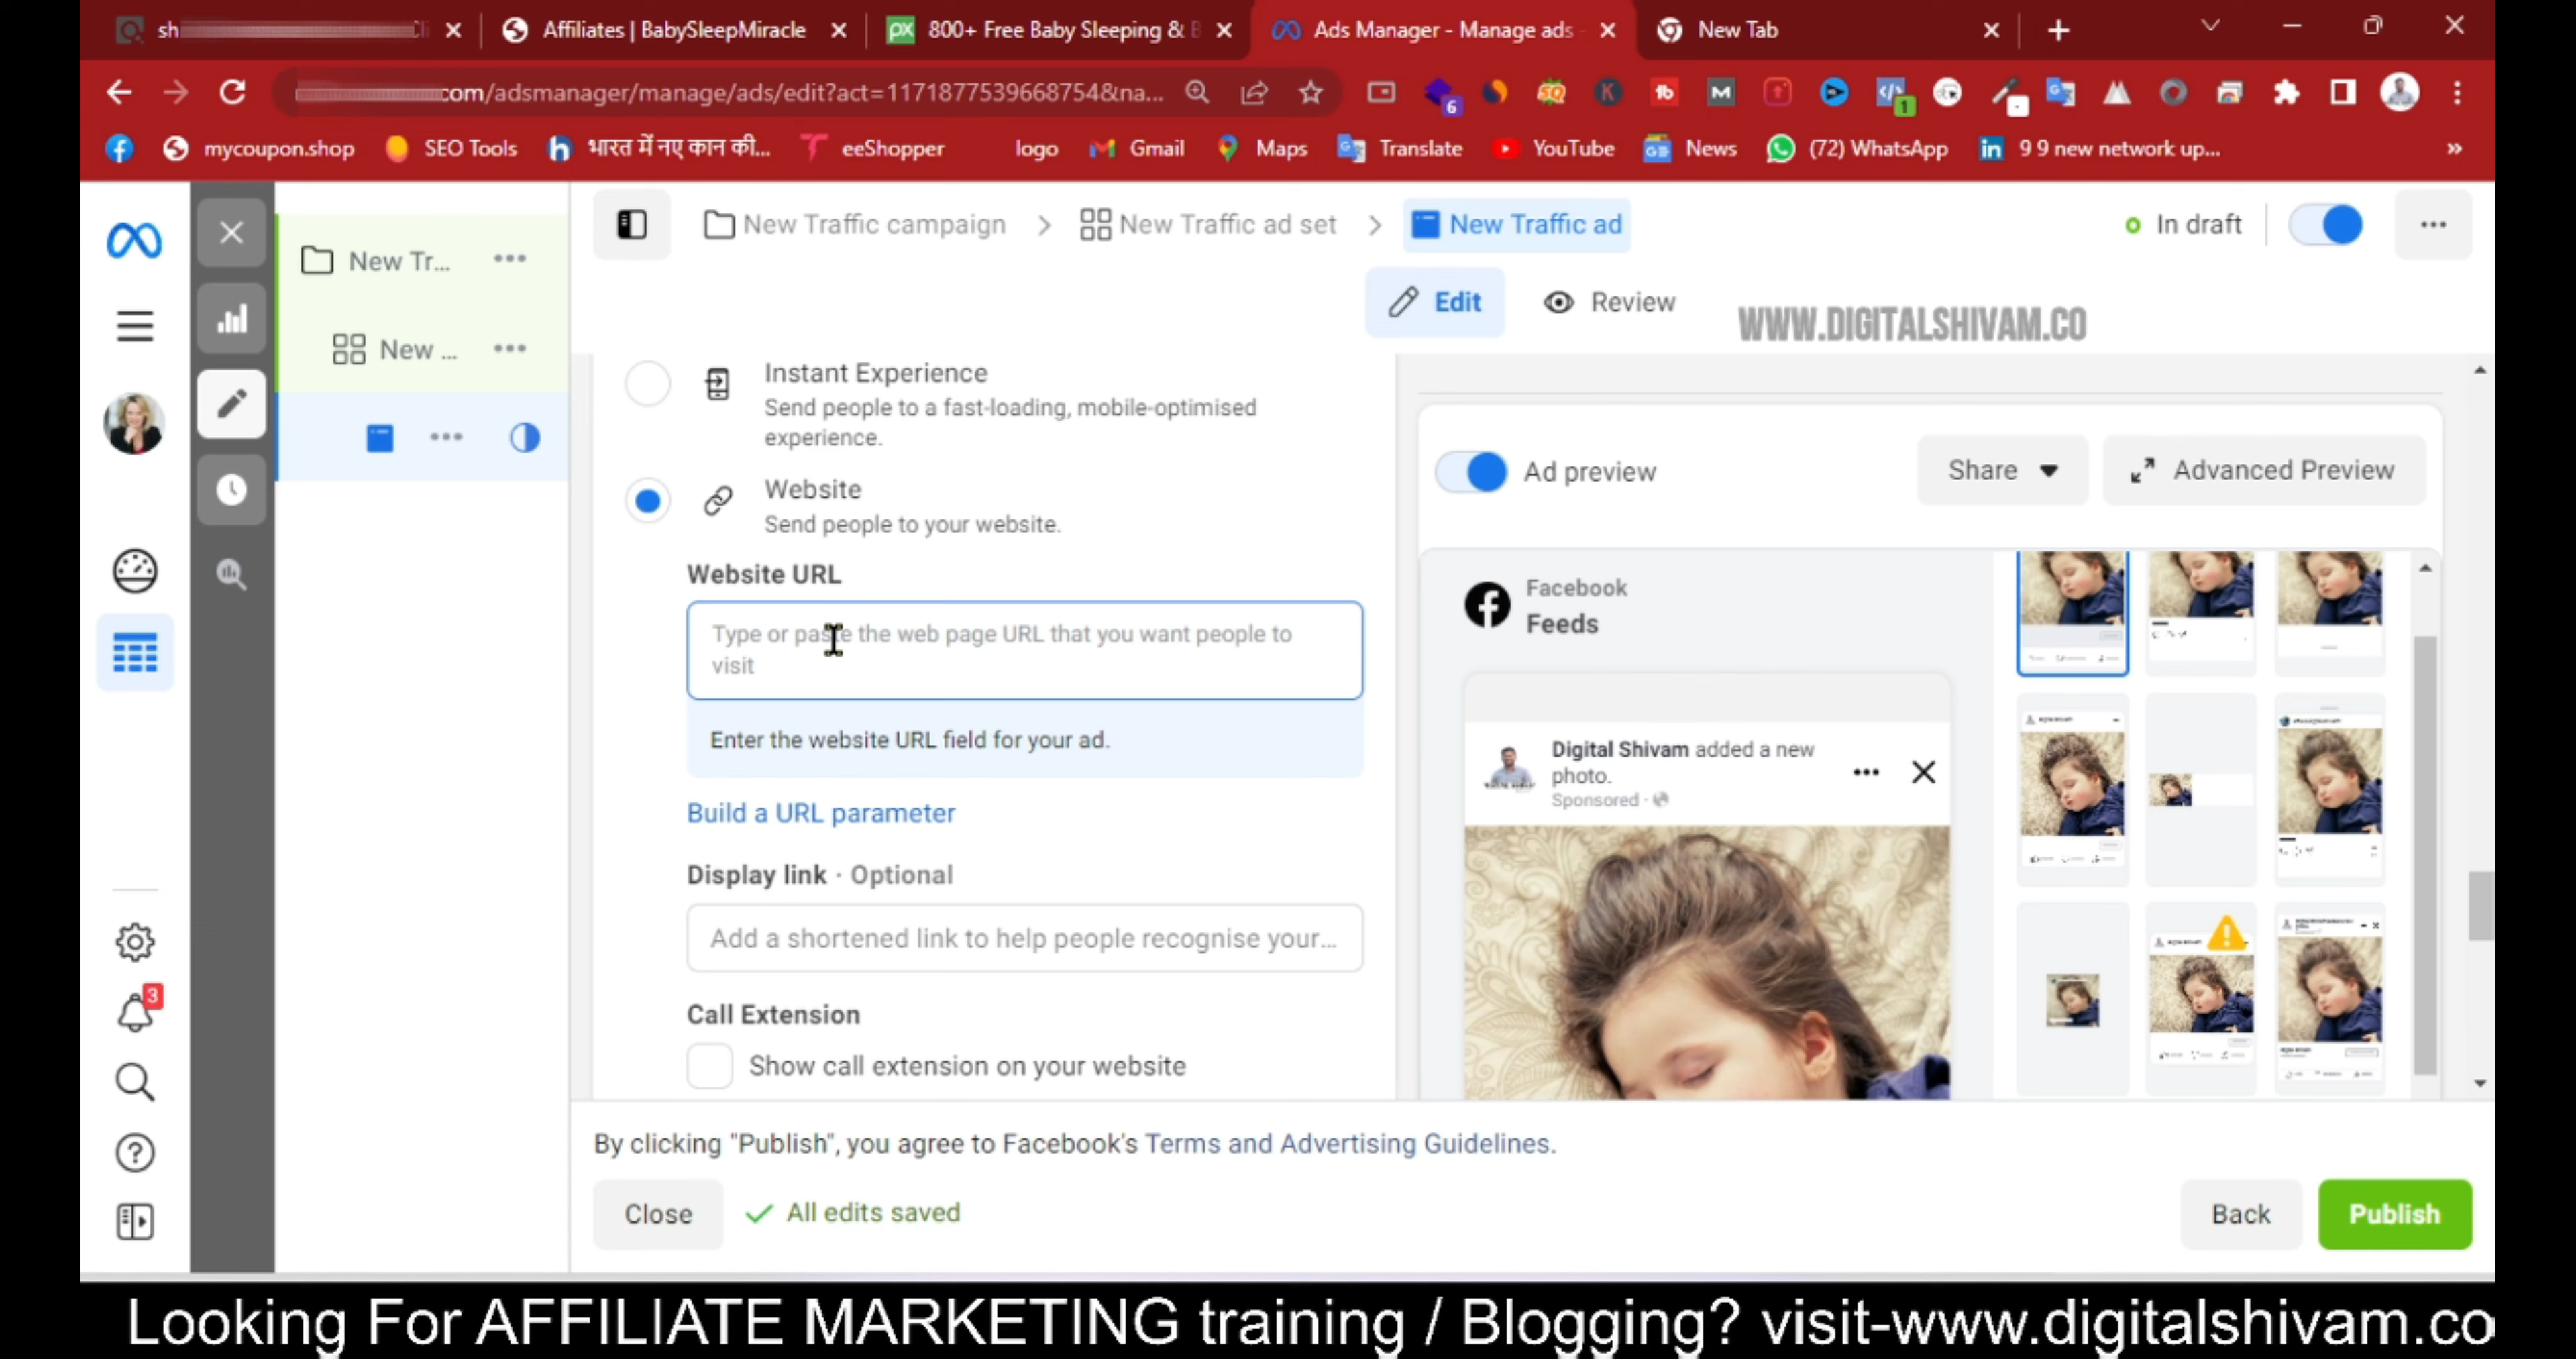 sh
Affiliates | BabySleepMiracle
800+ Free Baby Sleeping & B
Ads Manager - Manage ads
New Tab
com/adsmanager/manage/ads/edit?act=1171877539668754&na...
6
1
mycoupon.shop
SEO Tools
भारत में नए कान की...
eeShopper
logo
Gmail
Maps
Translate
YouTube
News
(72) WhatsApp
9 9 new network up...
»
New Traffic campaign
New Traffic ad set
New Traffic ad
In draft
New Tr...
New ...
Edit
Review
WWW.DIGITALSHIVAM.CO
Instant Experience
Send people to a fast-loading, mobile-optimised
experience.
Website
Send people to your website.
Website URL
Type or paste the web page URL that you want people to
visit
Enter the website URL field for your ad.
Build a URL parameter
Display link · Optional
Add a shortened link to help people recognise your...
Call Extension
Show call extension on your website
Ad preview
Share
Advanced Preview
Facebook
Feeds
Digital Shivam added a new
photo.
Sponsored ·
3
By clicking "Publish", you agree to Facebook's Terms and Advertising Guidelines.
Close
All edits saved
Back
Publish
Looking For AFFILIATE MARKETING training / Blogging? visit-www.digitalshivam.co